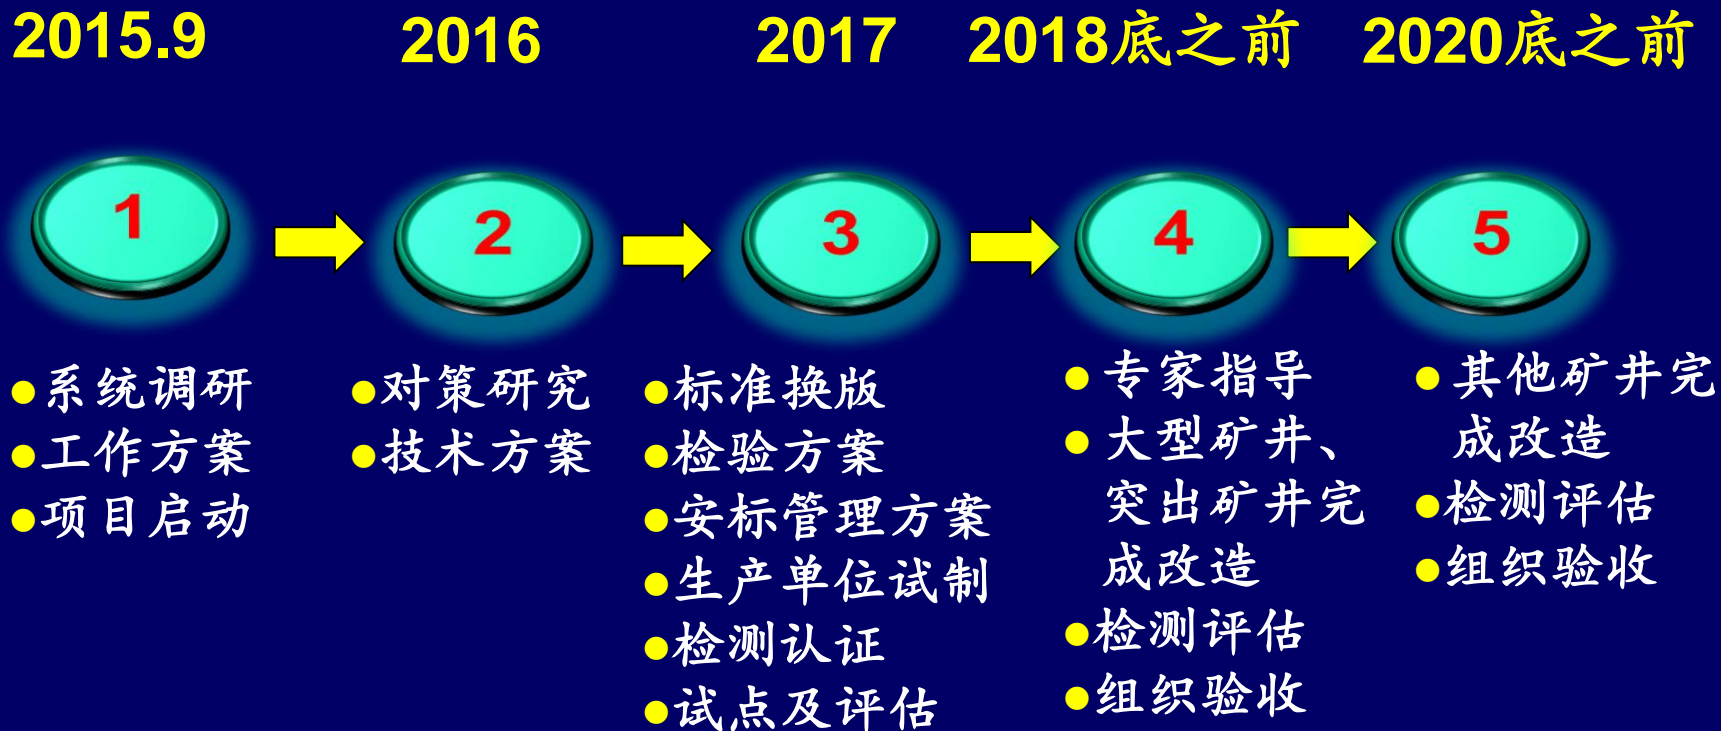 2015.9
2016
2017
2018底之前
2020底之前
1
2
3
4
5
●系统调研
●工作方案
●项目启动
●对策研究
●技术方案
●标准换版
●检验方案
●安标管理方案
●生产单位试制
●检测认证
●试点及评估
●专家指导
●大型矿井、
突出矿井完
成改造
●检测评估
●组织验收
●其他矿井完
成改造
●检测评估
●组织验收